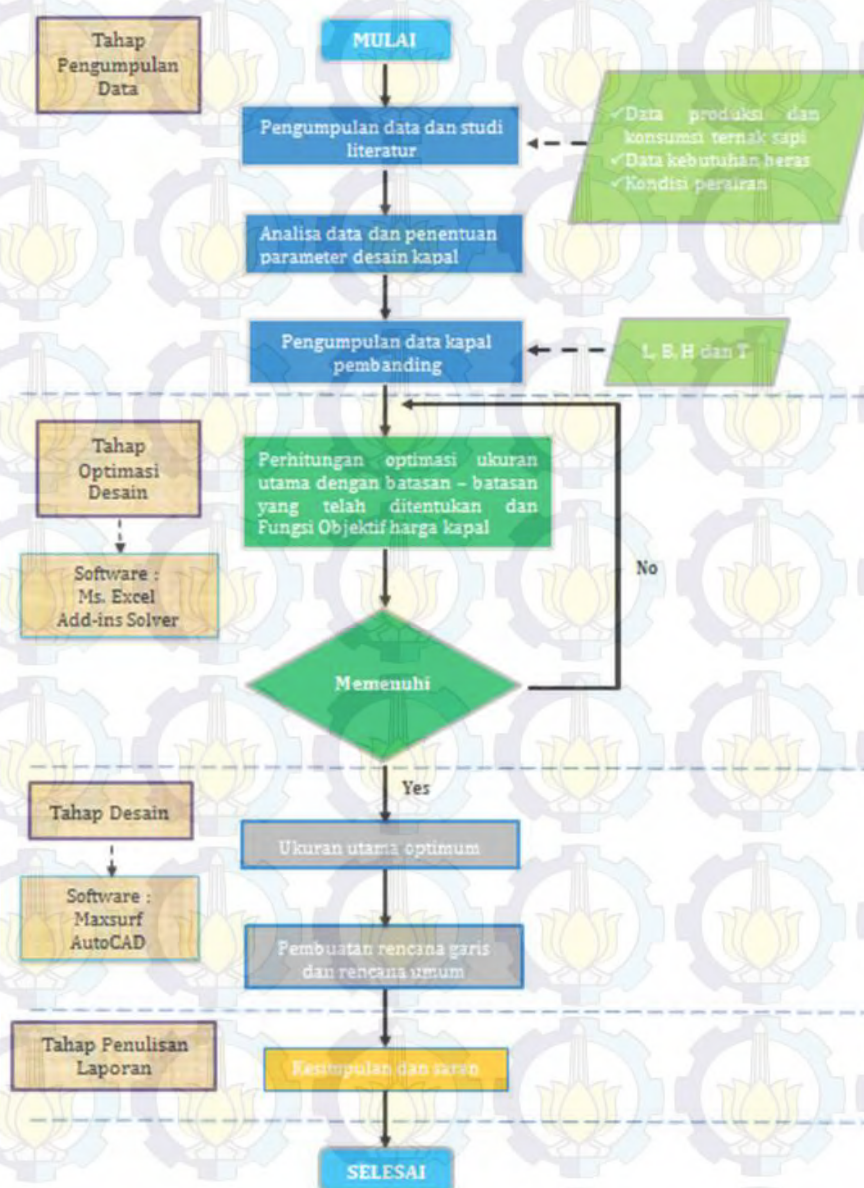 Tahap
Pengumpulan
Data
MULAI
Pengumpulan data dan studi
literatur
✓Data produksi dan
konsumsi ternak sapi
✓Data kebutuhan beras
✓Kondisi perairan
Analisa data dan penentuan
parameter desain kapal
Pengumpulan data kapal
pembanding
L, B, H dan T
Tahap
Optimasi
Desain
Perhitungan optimasi ukuran
utama dengan batasan – batasan
yang telah ditentukan dan
Fungsi Objektif harga kapal
Software :
Ms. Excel
Add-ins Solver
No
Memenuhi
Yes
Tahap Desain
Ukuran utama optimum
Software :
Maxsurf
AutoCAD
Pembuatan rencana garis
dan rencana umum
Tahap Penulisan
Laporan
Kesimpulan dan saran
SELESAI